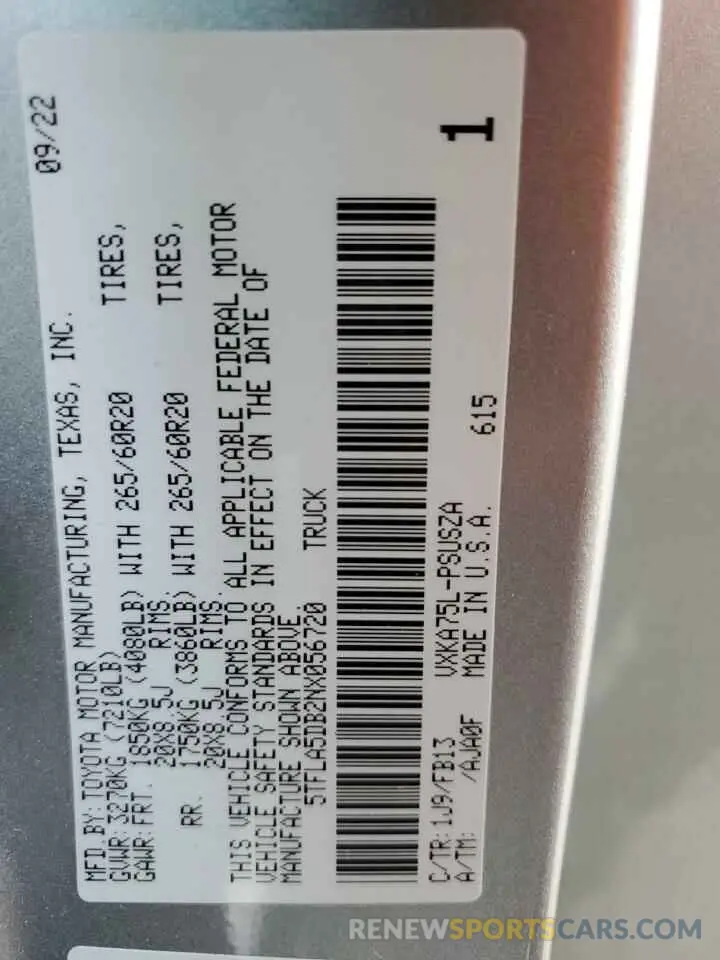 MFD.BY:TOYOTA MOTOR MANUFACTURING, TEXAS, INC. 09/22
GVWR:3270KG (7210LB)
GAWR:FRT. 1850KG (4080LB) WITH 265/60R20 TIRES,
20X8.5J RIMS.
RR. 1750KG (3860LB) WITH 265/60R20 TIRES,
20X8.5J RIMS.
THIS VEHICLE CONFORMS TO ALL APPLICABLE FEDERAL MOTOR
VEHICLE SAFETY STANDARDS IN EFFECT ON THE DATE OF
MANUFACTURE SHOWN ABOVE.
5TFLA5DB2NX056720 TRUCK
C/TR:1J9/FB13 VXKA75L-PSUSZA 615
A/TM: /AJA0F MADE IN U.S.A.
1
RENEWSPORTSCARS.COM